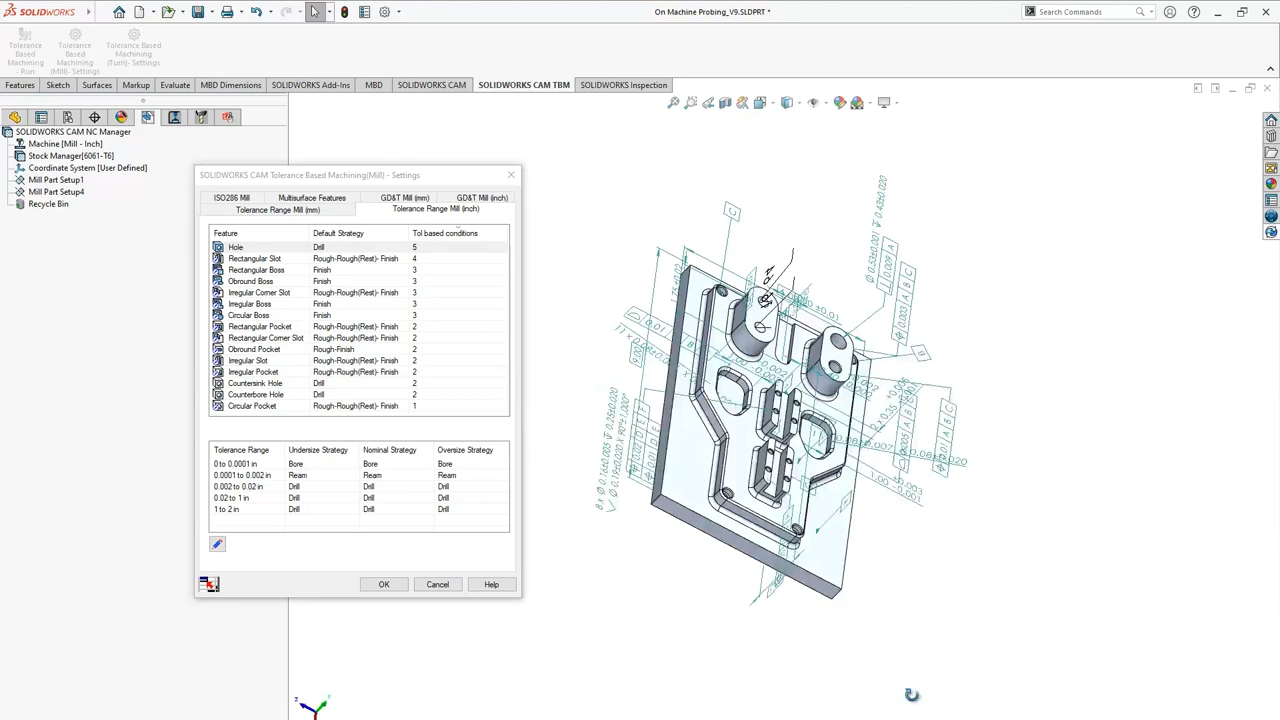 SOLIDWORKS
On Machine Probing_V9.SLDPRT *
Search Commands
Tolerance Based Machining - Run
Tolerance Based Machining (Mill)- Settings
Tolerance Based Machining (Turn)- Settings
Features Sketch Surfaces Markup Evaluate MBD Dimensions SOLIDWORKS Add-Ins MBD SOLIDWORKS CAM SOLIDWORKS CAM TBM SOLIDWORKS Inspection
SOLIDWORKS CAM NC Manager
Machine [Mill - Inch]
Stock Manager[6061-T6]
Coordinate System [User Defined]
Mill Part Setup1
Mill Part Setup4
Recycle Bin
SOLIDWORKS CAM Tolerance Based Machining(Mill) - Settings
ISO286 Mill Multisurface Features GD&T Mill (mm) GD&T Mill (inch)
Tolerance Range Mill (mm) Tolerance Range Mill (inch)
Feature Default Strategy Tol based conditions
Hole Drill 5
Rectangular Slot Rough-Rough(Rest)- Finish 4
Rectangular Boss Finish 3
Obround Boss Finish 3
Irregular Corner Slot Rough-Rough(Rest)- Finish 3
Irregular Boss Finish 3
Circular Boss Finish 3
Rectangular Pocket Rough-Rough(Rest)- Finish 2
Rectangular Corner Slot Rough-Rough(Rest)- Finish 2
Obround Pocket Rough-Finish 2
Irregular Slot Rough-Rough(Rest)- Finish 2
Irregular Pocket Rough-Rough(Rest)- Finish 2
Countersink Hole Drill 2
Counterbore Hole Drill 2
Circular Pocket Rough-Rough(Rest)- Finish 1
Tolerance Range Undersize Strategy Nominal Strategy Oversize Strategy
0 to 0.0001 in Bore Bore Bore
0.0001 to 0.002 in Ream Ream Ream
0.002 to 0.02 in Drill Drill Drill
0.02 to 1 in Drill Drill Drill
1 to 2 in Drill Drill Drill
OK Cancel Help
C
Ø 0.53±0.001 ↧ 0.43±0.01
⊥ 0.009 A
0.003 A B C
B